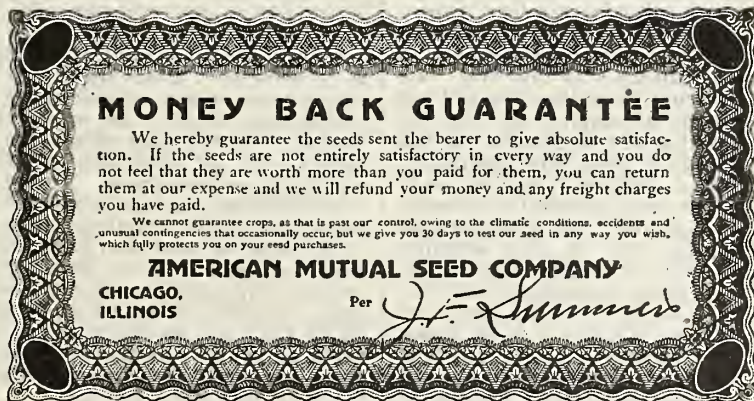 MONEY BACK GUARANTEE
We hereby guarantee the seeds sent the bearer to give absolute satisfac-
tion. If the seeds are not entirely satisfactory in every way and you do
not feel that they are worth more than you paid for them, you can return
them at our expense and we will refund your money and any freight charges
you have paid.
We cannot guarantee crops, as that is past our control, owing to the climatic conditions, accidents and
unusual contingencies that occasionally occur, but we give you 30 days to test our seed in any way you wish,
which fully protects you on your seed purchases.
AMERICAN MUTUAL SEED COMPANY
CHICAGO,
ILLINOIS
Per J.F. Summers